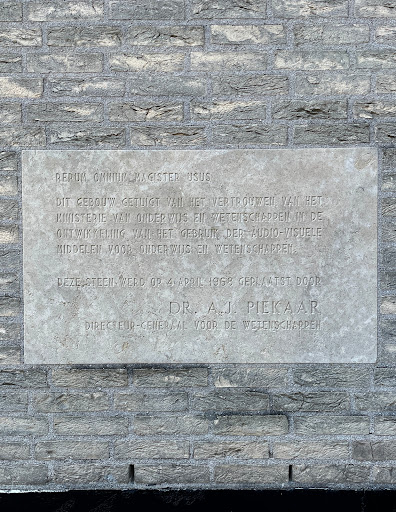 RERUM OMNIUM MAGISTER USUS
DIT GEBOUW GETUIGT VAN HET VERTROUWEN VAN HET
MINISTERIE VAN ONDERWIJS EN WETENSCHAPPEN IN DE
ONTWIKKELING VAN HET GEBRUIK DER AUDIO-VISUELE
MIDDELEN VOOR ONDERWIJS EN WETENSCHAPPEN.
DEZE STEEN WERD OP 4 APRIL 1968 GEPLAATST DOOR
DR. A.J. PIEKAAR
DIRECTEUR-GENERAAL VOOR DE WETENSCHAPPEN